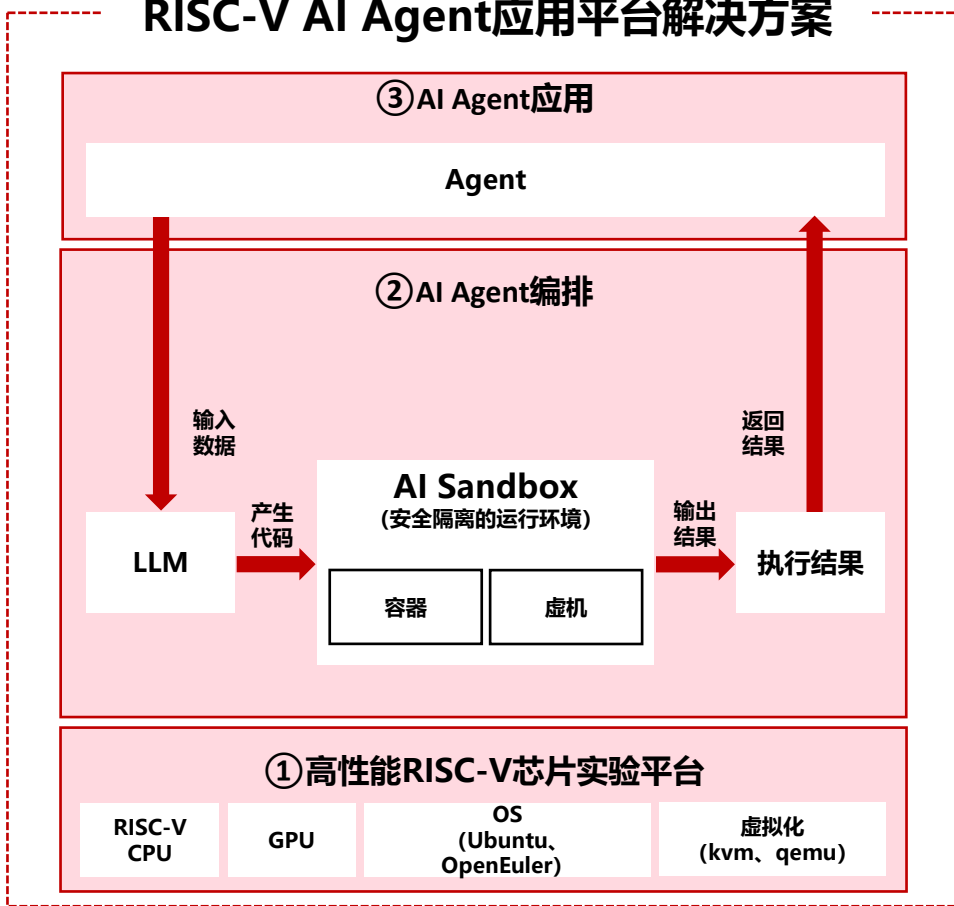 RISC-V AI Agent应用平台解决方案
③AI Agent应用
Agent
②AI Agent编排
输入
数据
返回
结果
LLM
产生
代码
AI Sandbox
(安全隔离的运行环境)
容器
虚机
输出
结果
执行结果
①高性能RISC-V芯片实验平台
RISC-V
CPU
GPU
OS
(Ubuntu、
OpenEuler)
虚拟化
(kvm、qemu)